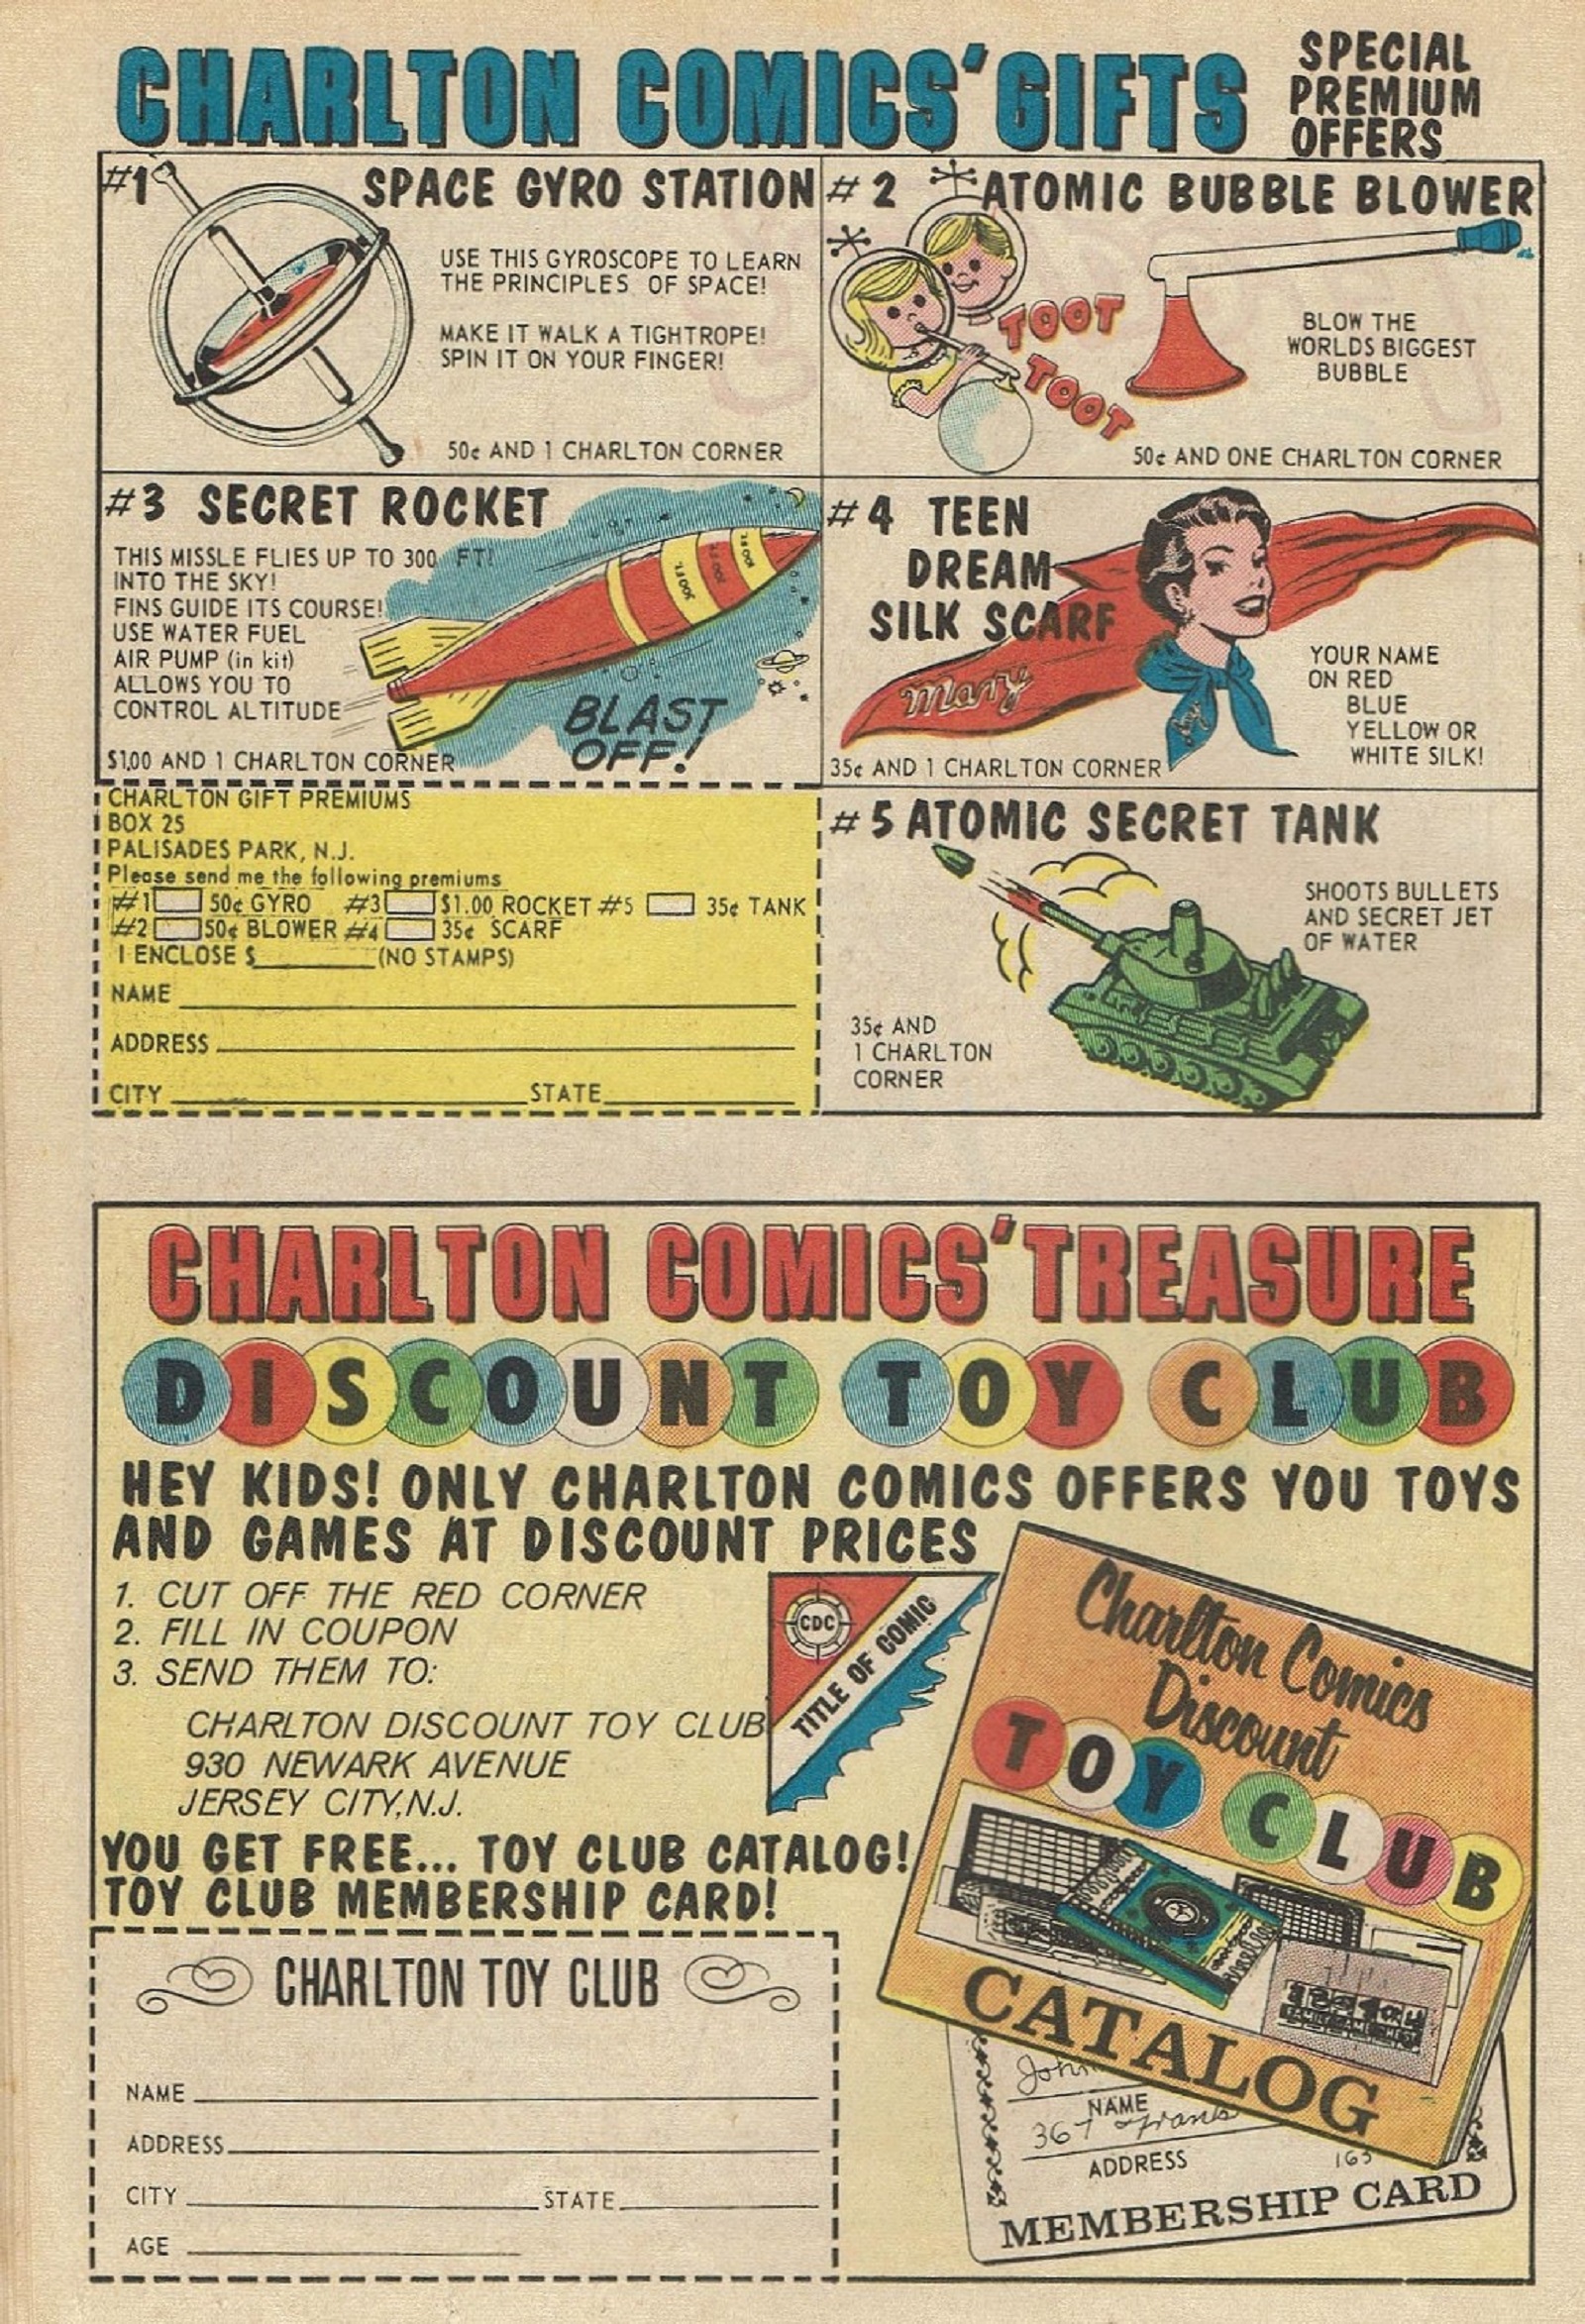 CHARLTON COMICS' GIFTS
SPECIAL
PREMIUM
OFFERS
#1 SPACE GYRO STATION
USE THIS GYROSCOPE TO LEARN
THE PRINCIPLES OF SPACE!
MAKE IT WALK A TIGHTROPE!
SPIN IT ON YOUR FINGER!
50¢ AND 1 CHARLTON CORNER
#2 ATOMIC BUBBLE BLOWER
TOOT
TOOT
BLOW THE
WORLDS BIGGEST
BUBBLE
50¢ AND ONE CHARLTON CORNER
#3 SECRET ROCKET
THIS MISSLE FLIES UP TO 300 FT!
INTO THE SKY!
FINS GUIDE ITS COURSE!
USE WATER FUEL
AIR PUMP (in kit)
ALLOWS YOU TO
CONTROL ALTITUDE
300 FT.
100 FT.
BLAST
OFF!
$1.00 AND 1 CHARLTON CORNER
#4 TEEN
DREAM
SILK SCARF
Mary
YOUR NAME
ON RED
BLUE
YELLOW OR
WHITE SILK!
35¢ AND 1 CHARLTON CORNER
CHARLTON GIFT PREMIUMS
BOX 25
PALISADES PARK, N.J.
Please send me the following premiums
#1 50¢ GYRO #3 $1.00 ROCKET #5 35¢ TANK
#2 50¢ BLOWER #4 35¢ SCARF
I ENCLOSE $ (NO STAMPS)
NAME
ADDRESS
CITY STATE
#5 ATOMIC SECRET TANK
SHOOTS BULLETS
AND SECRET JET
OF WATER
35¢ AND
1 CHARLTON
CORNER
CHARLTON COMICS' TREASURE
DISCOUNT TOY CLUB
HEY KIDS! ONLY CHARLTON COMICS OFFERS YOU TOYS
AND GAMES AT DISCOUNT PRICES
1. CUT OFF THE RED CORNER
2. FILL IN COUPON
3. SEND THEM TO:
CHARLTON DISCOUNT TOY CLUB
930 NEWARK AVENUE
JERSEY CITY, N.J.
CDC
TITLE OF COMIC
YOU GET FREE... TOY CLUB CATALOG!
TOY CLUB MEMBERSHIP CARD!
Charlton Comics
Discount
TOY CLUB
CATALOG
CHARLTON TOY CLUB
NAME
ADDRESS
CITY STATE
AGE
John
NAME
367
ADDRESS
163
MEMBERSHIP CARD